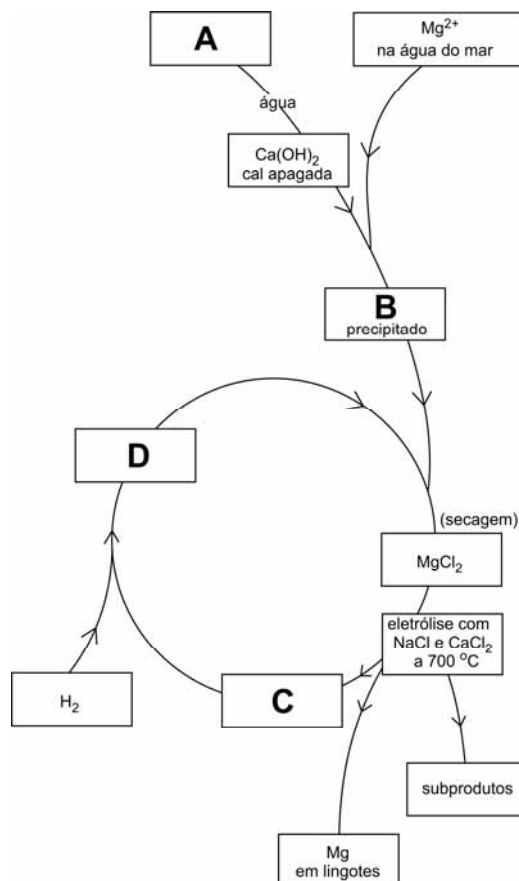 A
Mg²⁺
na água do mar
água
Ca(OH)₂
cal apagada
B
precipitado
D
(secagem)
MgCl₂
eletrólise com
NaCl e CaCl₂
a 700 ºC
H₂
C
subprodutos
Mg
em lingotes